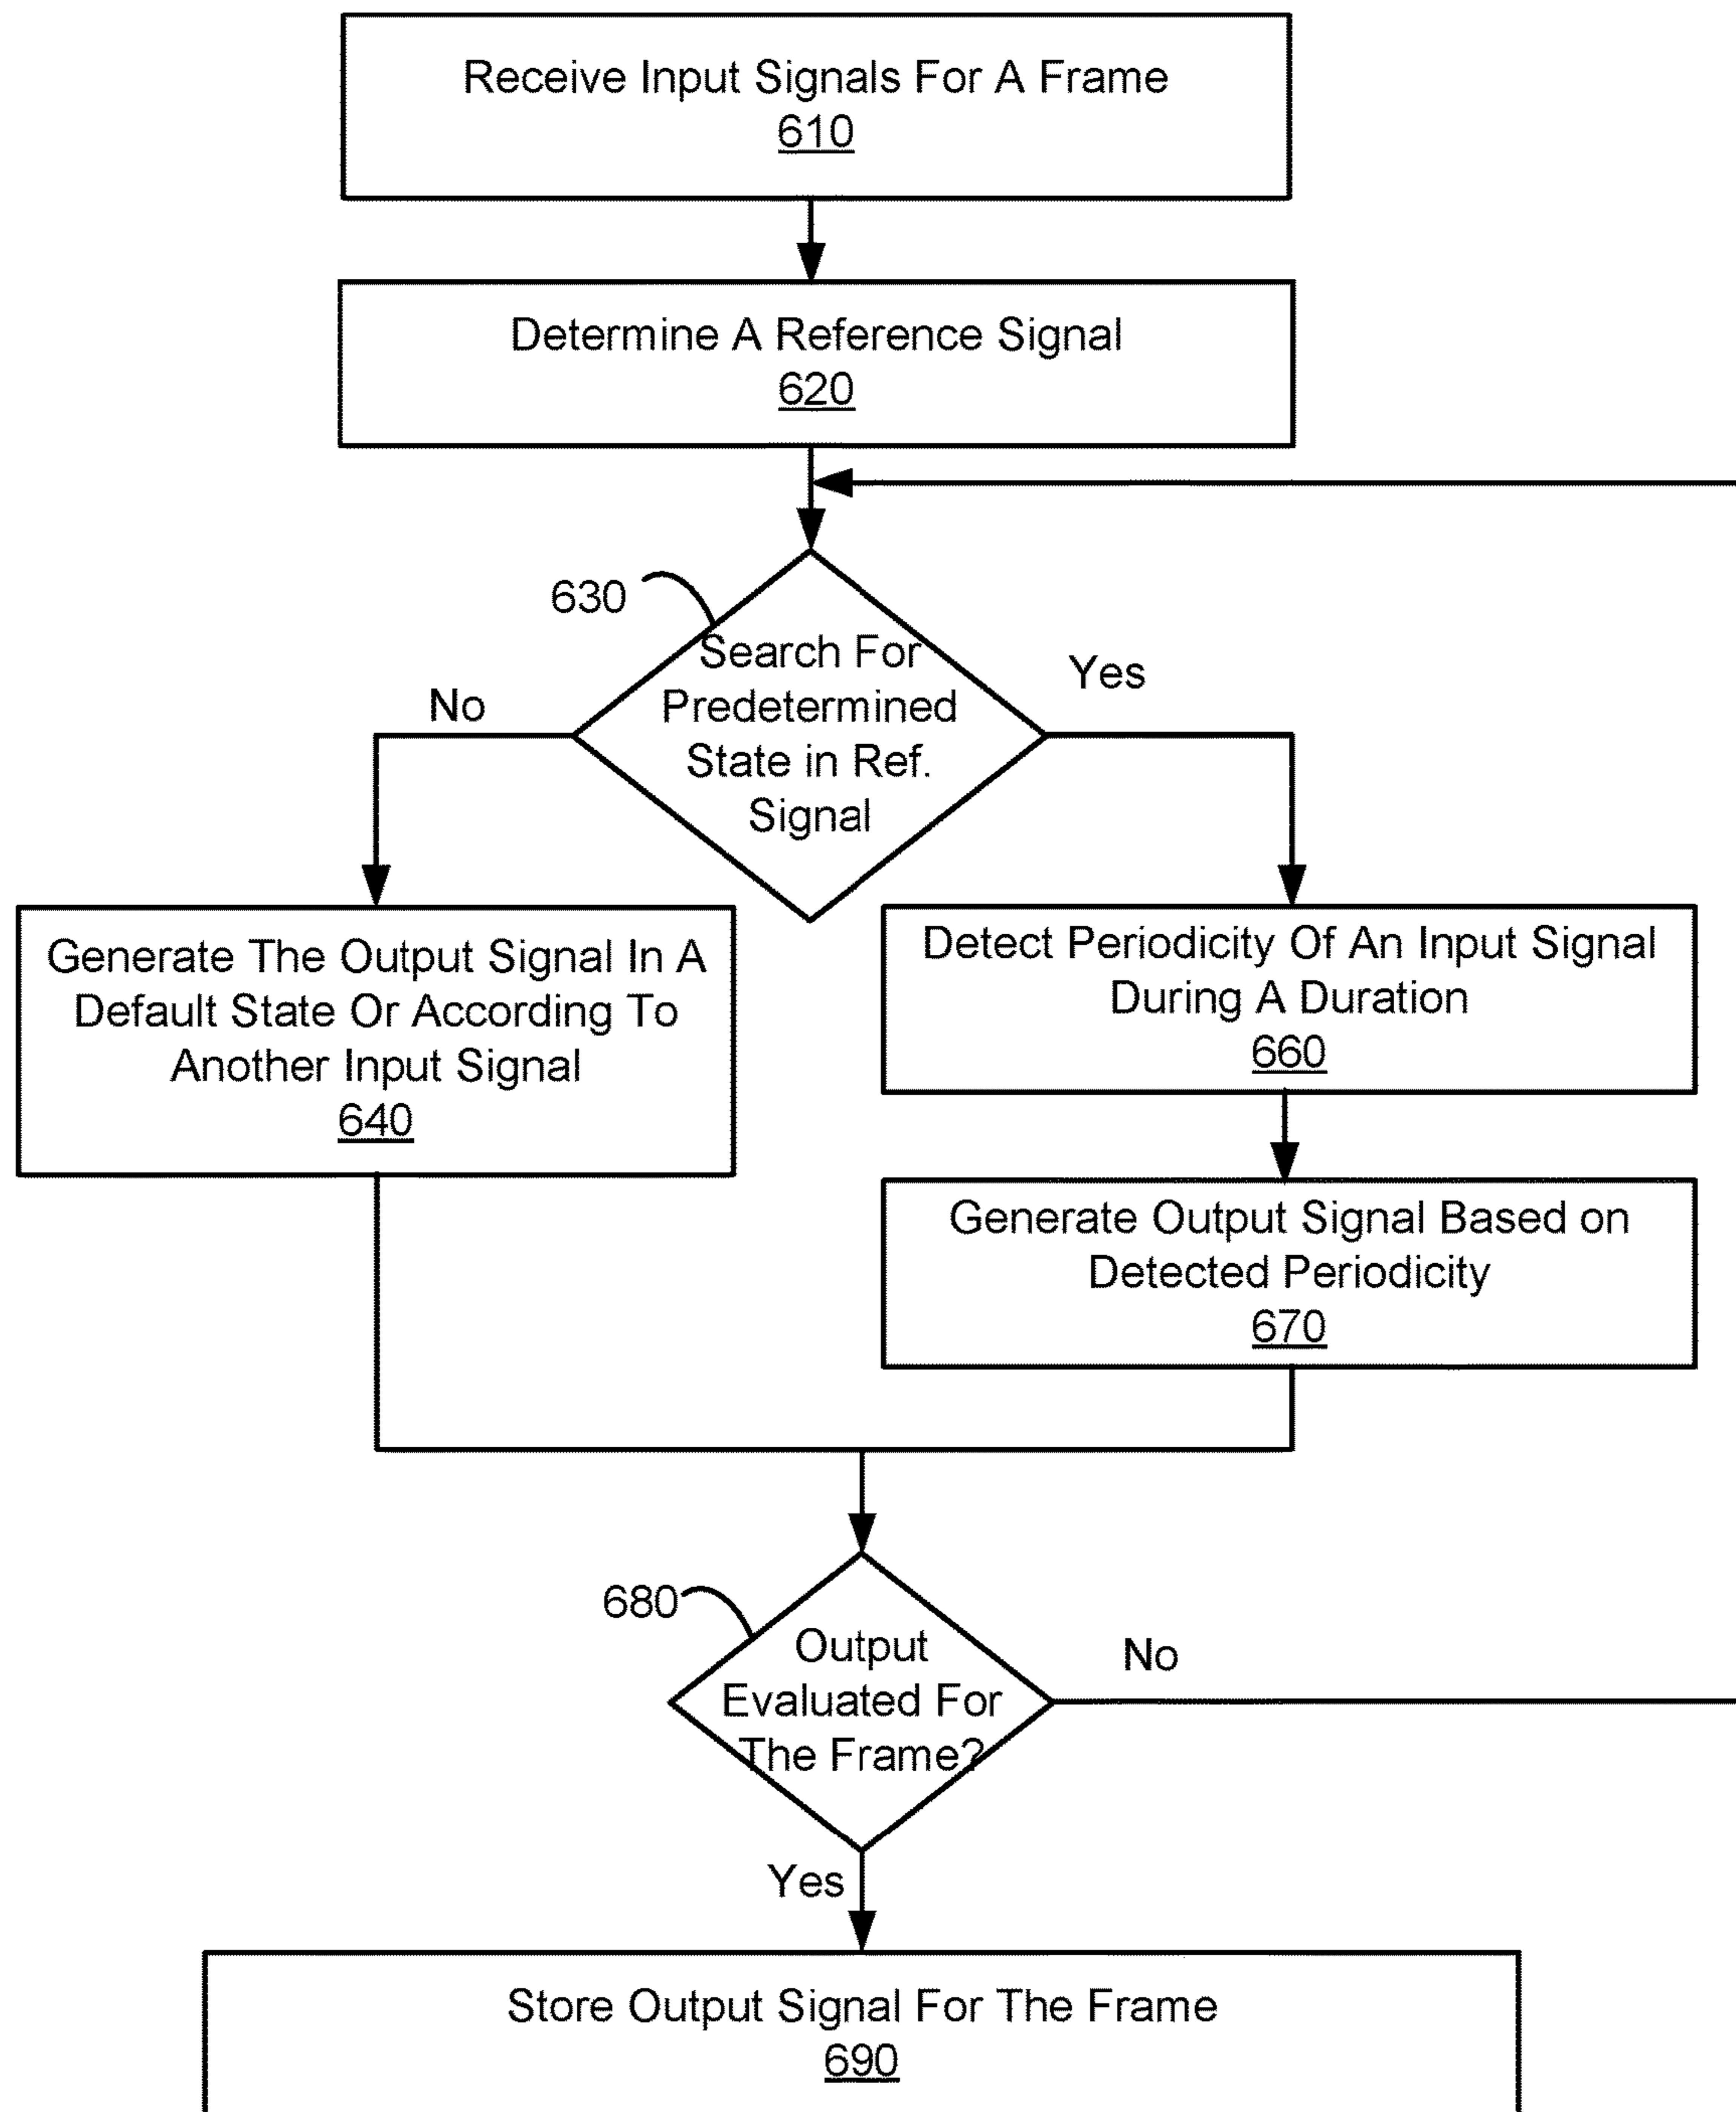 Receive Input Signals For A Frame
610
Determine A Reference Signal
620
630
Search For
Predetermined
State in Ref.
Signal
No
Yes
Generate The Output Signal In A
Default State Or According To
Another Input Signal
640
Detect Periodicity Of An Input Signal
During A Duration
660
Generate Output Signal Based on
Detected Periodicity
670
680
Output
Evaluated For
The Frame?
No
Yes
Store Output Signal For The Frame
690